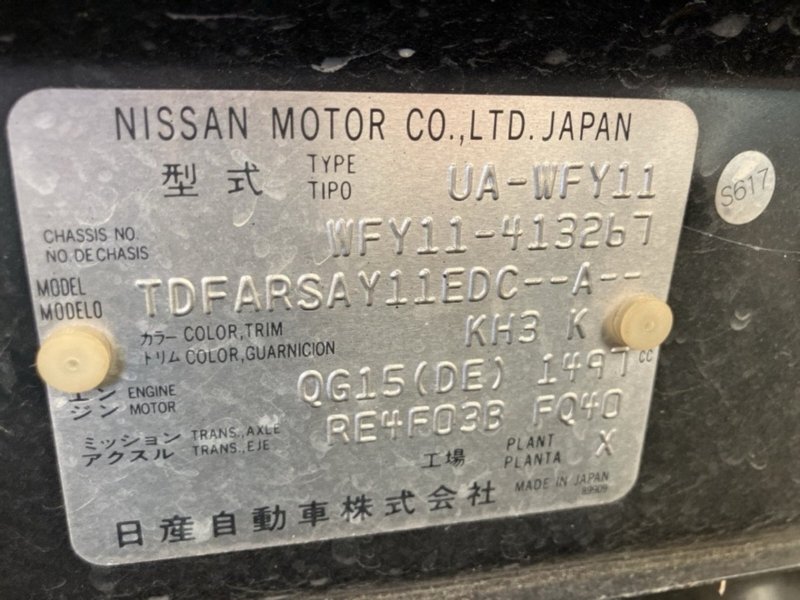 NISSAN MOTOR CO.,LTD. JAPAN
型式 TYPE TIPO UA-WFY11
S617
CHASSIS NO. NO. DE CHASIS WFY11-413267
MODEL MODELO TDFARSAY11EDC--A--
カラー COLOR,TRIM KH3 K
トリム COLOR,GUARNICION
エン ENGINE QG15(DE) 1497 cc
ジン MOTOR
ミッション TRANS.,AXLE RE4F03B FQ40
アクスル TRANS.,EJE
工場 PLANT PLANTA X
日産自動車株式会社 MADE IN JAPAN
89909